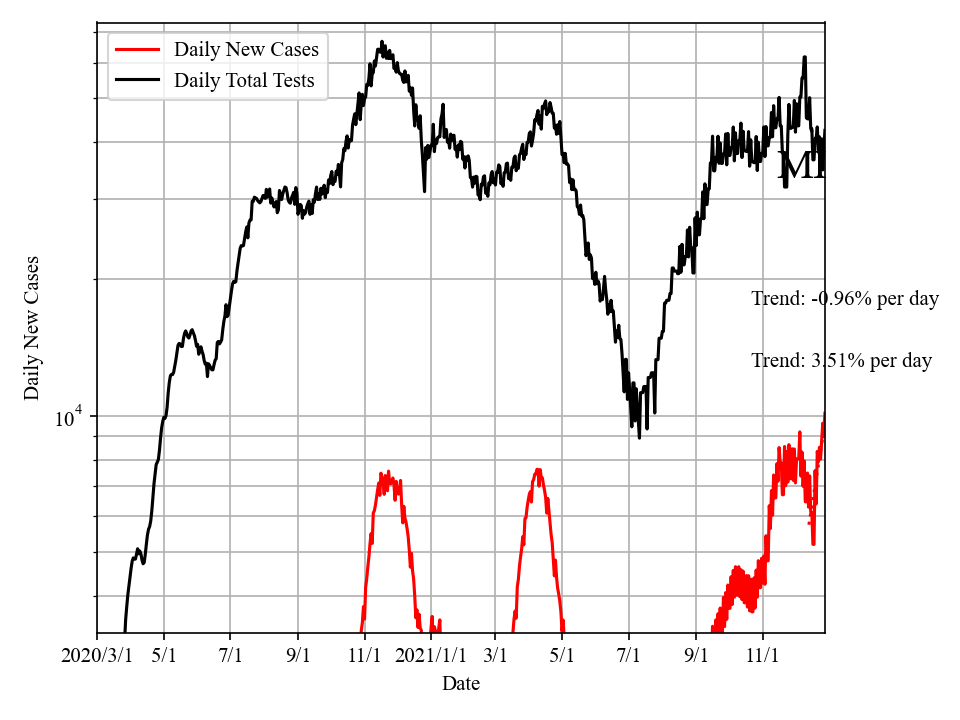 Daily New Cases
Daily Total Tests
Trend: -0.96% per day
Trend: 3.51% per day
Daily New Cases
10^4
2020/3/1 5/1 7/1 9/1 11/1 2021/1/1 3/1 5/1 7/1 9/1 11/1
Date